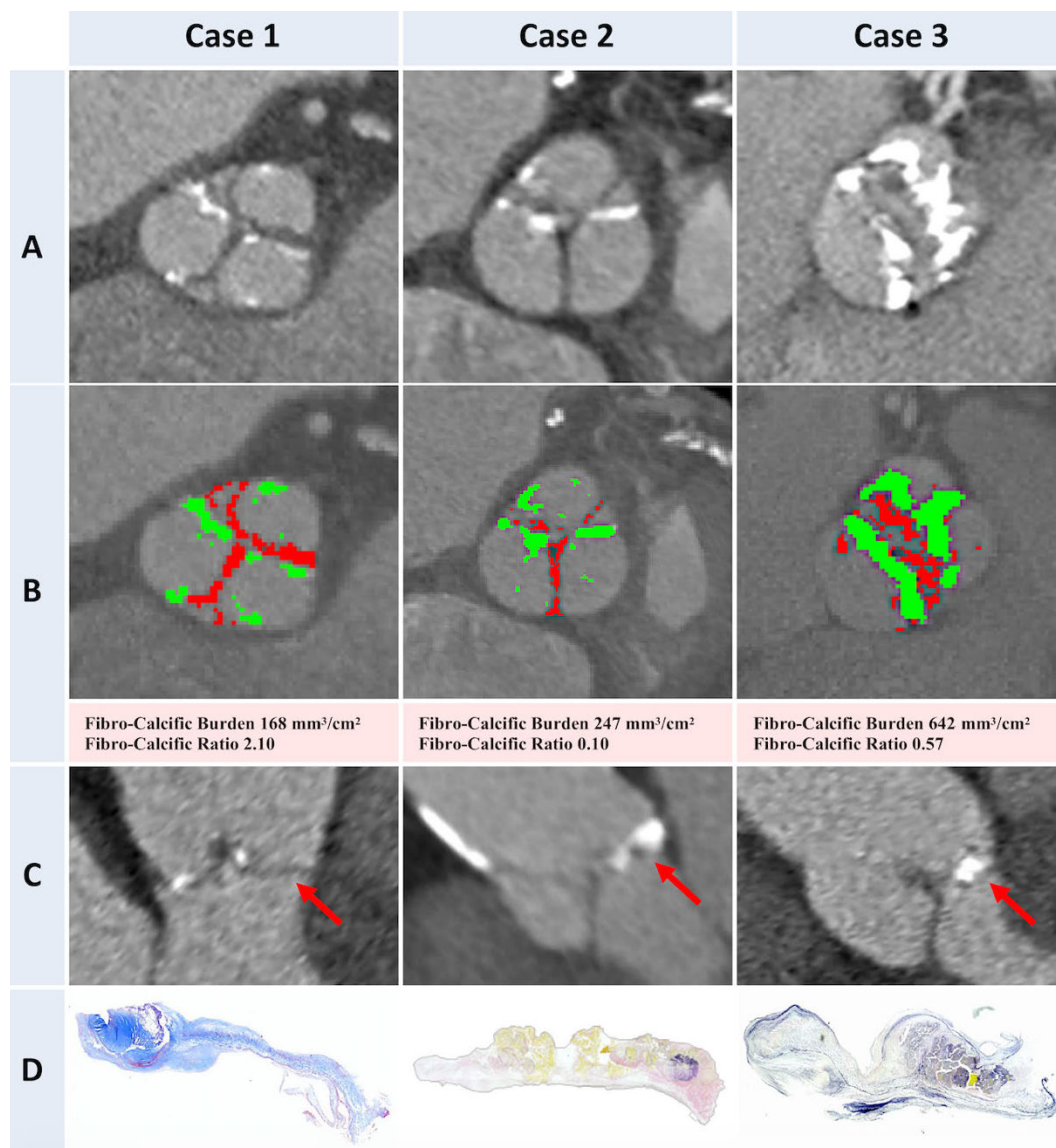 Case 1
Case 2
Case 3
A
B
Fibro-Calcific Burden 168 mm³/cm²
Fibro-Calcific Ratio 2.10
Fibro-Calcific Burden 247 mm³/cm²
Fibro-Calcific Ratio 0.10
Fibro-Calcific Burden 642 mm³/cm²
Fibro-Calcific Ratio 0.57
C
D